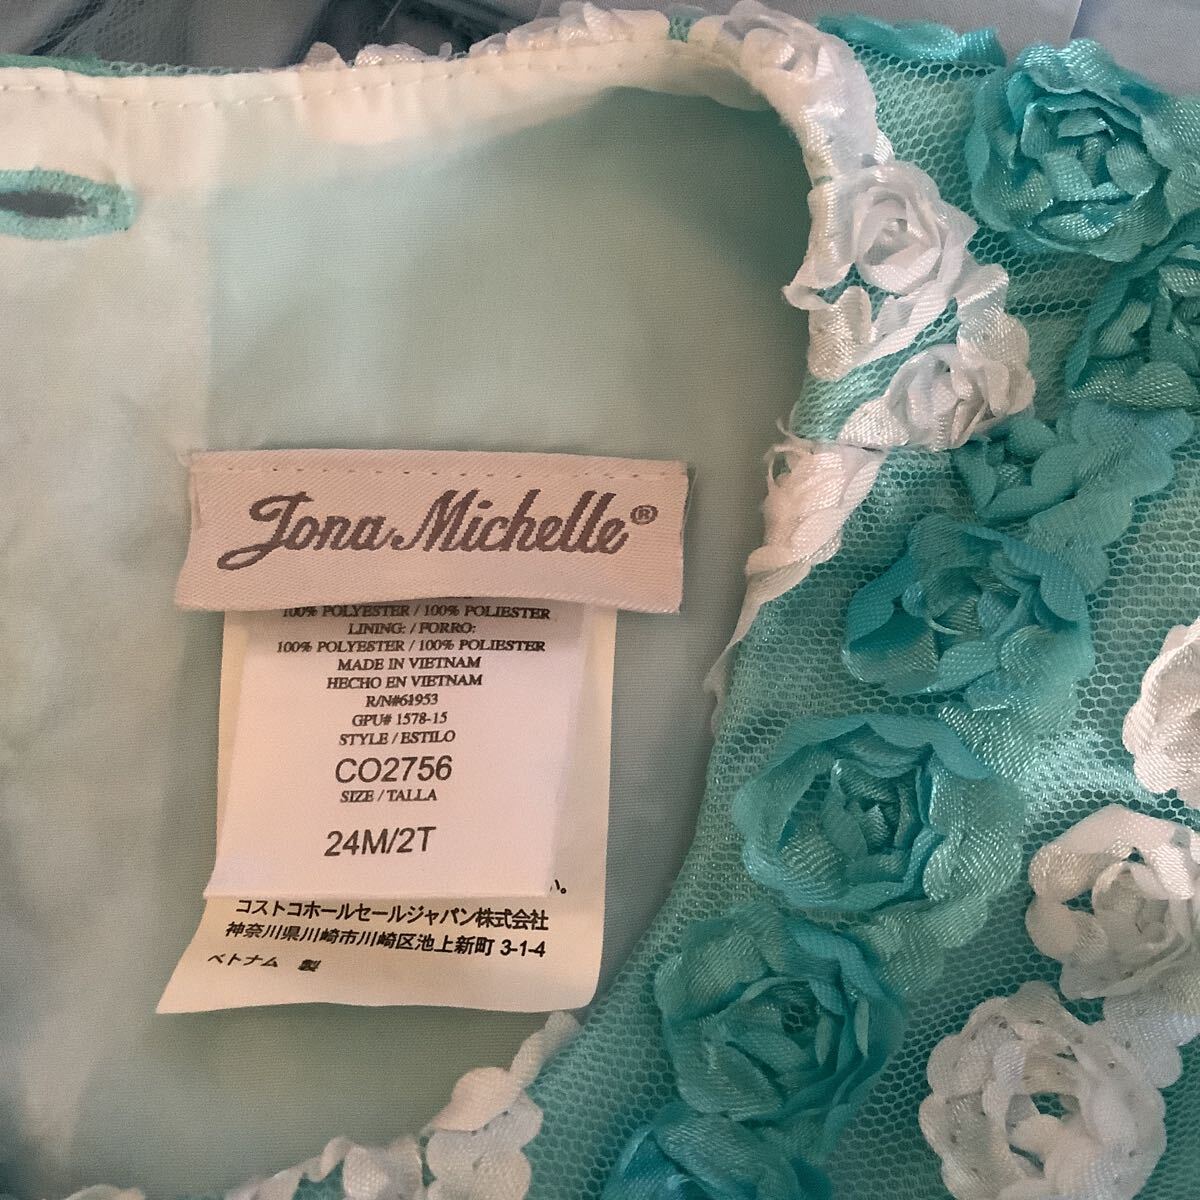 Jona Michelle®
100% POLYESTER / 100% POLIESTER
LINING: / FORRO:
100% POLYESTER / 100% POLIESTER
MADE IN VIETNAM
HECHO EN VIETNAM
R/N#61953
GPU# 1578-15
STYLE / ESTILO
CO2756
SIZE / TALLA
24M/2T
い。
コストコホールセールジャパン株式会社
神奈川県川崎市川崎区池上新町 3-1-4
ベトナム 製